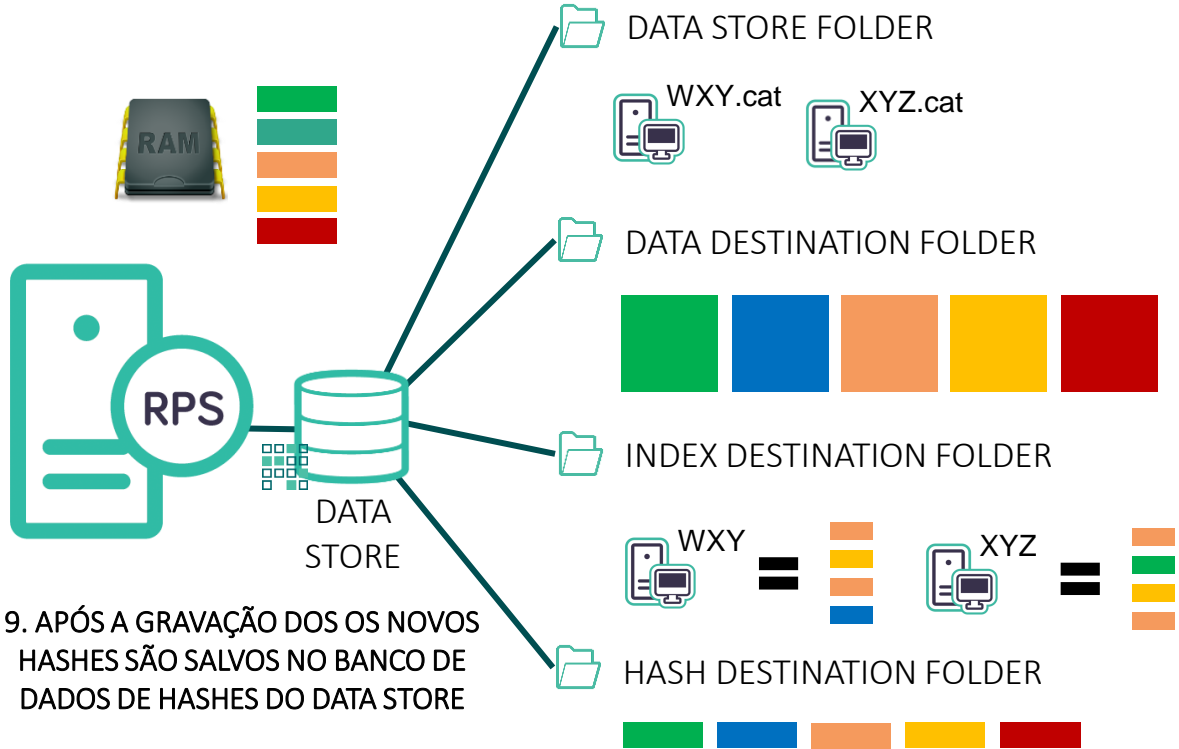 DATA STORE FOLDER
WXY.cat
XYZ.cat
RAM
DATA DESTINATION FOLDER
RPS
INDEX DESTINATION FOLDER
DATA
STORE
WXY
XYZ
9. APÓS A GRAVAÇÃO DOS OS NOVOS
HASHES SÃO SALVOS NO BANCO DE
DADOS DE HASHES DO DATA STORE
HASH DESTINATION FOLDER